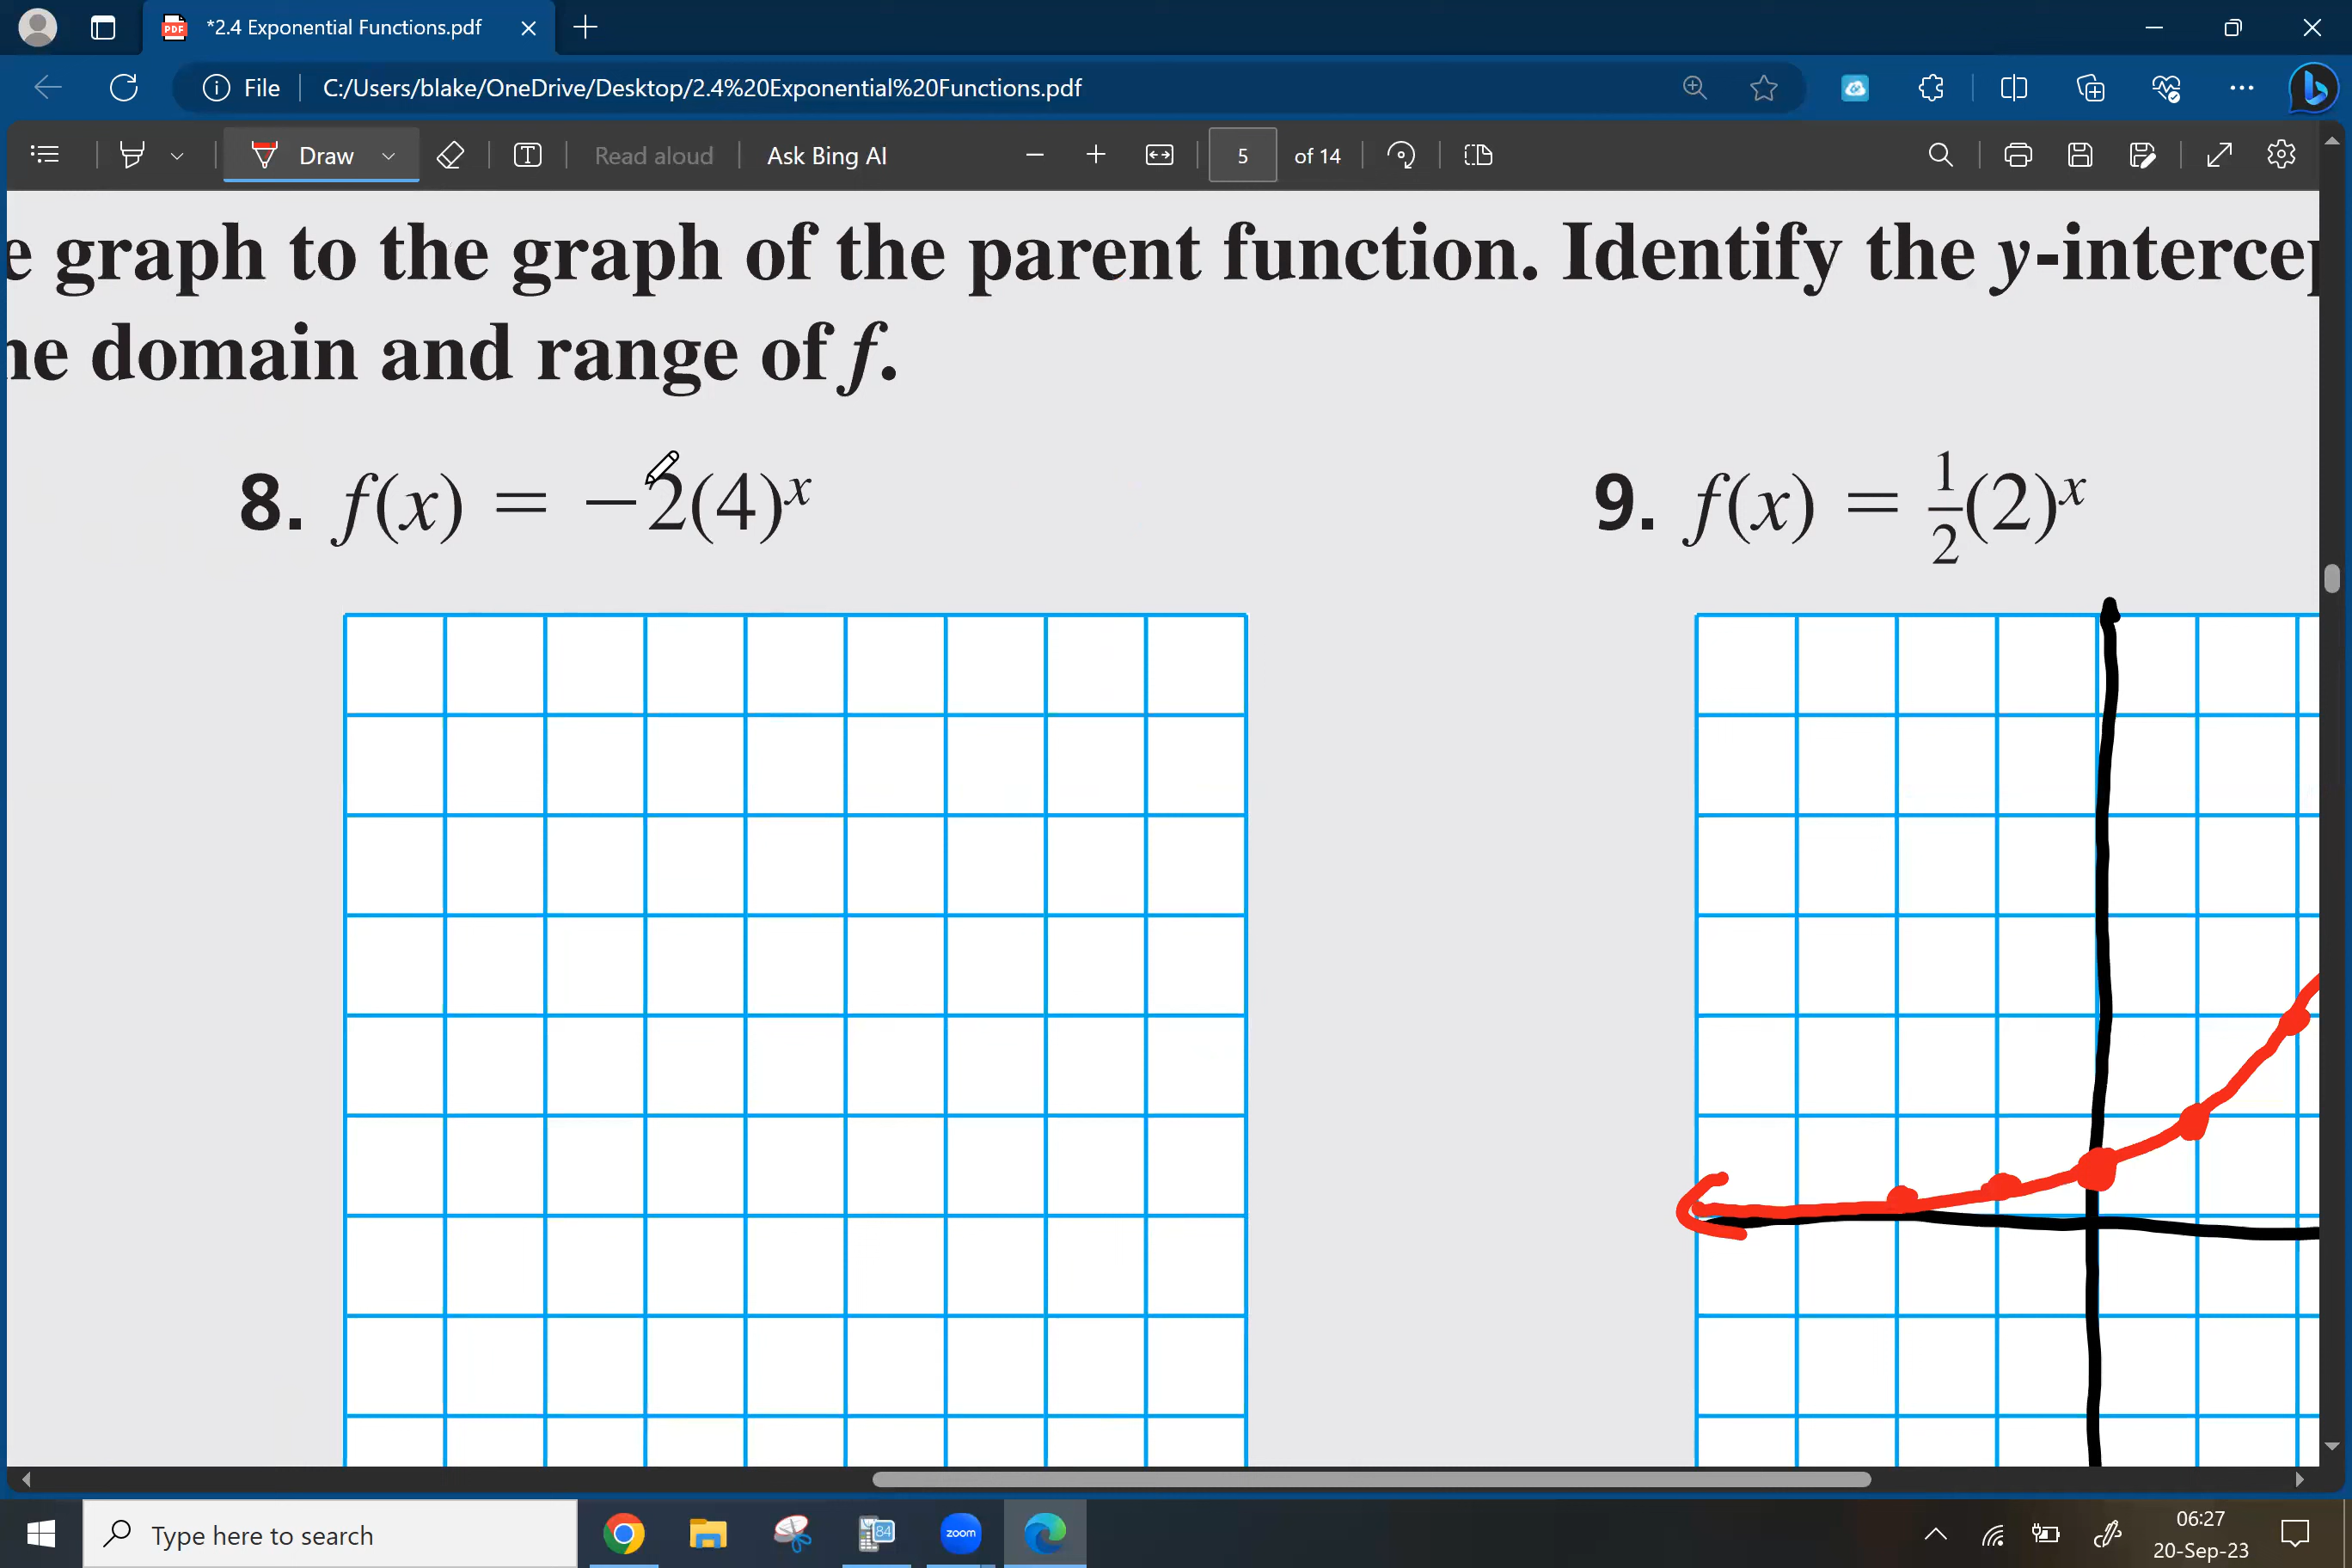 *2.4 Exponential Functions.pdf
File
C:/Users/blake/OneDrive/Desktop/2.4%20Exponential%20Functions.pdf
Draw
Read aloud
Ask Bing AI
5
of 14
e graph to the graph of the parent function. Identify the y-interce
he domain and range of f.
8. f(x) = −2(4)^x
9. f(x) = 1/2(2)^x
Type here to search
84
zoom
06:27
20-Sep-23